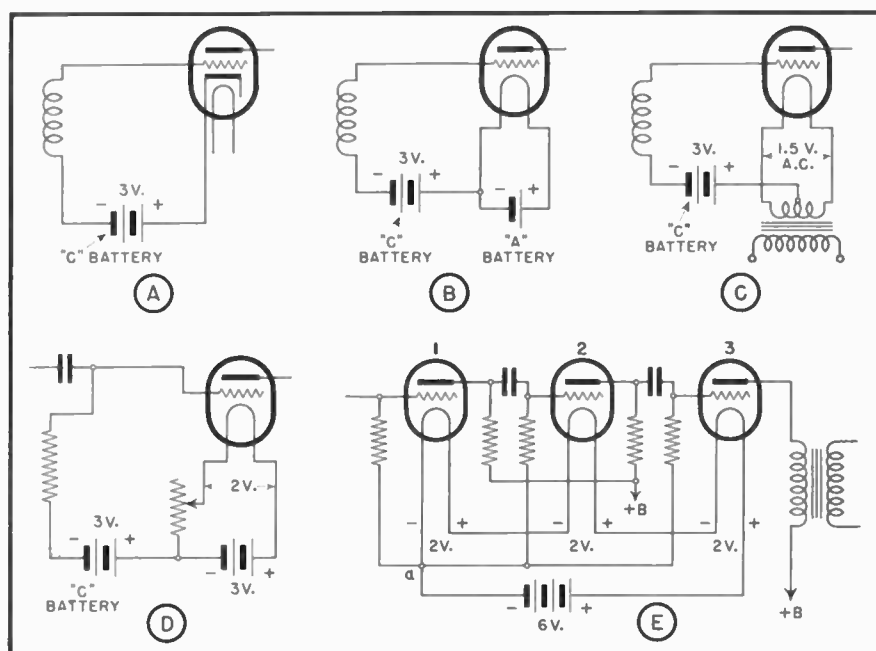 3V.
- +
"C" BATTERY
A
3V.
- +
- +
"C"
BATTERY
"A"
BATTERY
B
1.5 V.
A.C.
3V.
- +
"C"
BATTERY
C
2V.
3V.
- +
- +
3V.
"C"
BATTERY
D
1 2 3
+B
- + - + - +
2V. 2V. 2V.
a
- +
6V.
+B
E